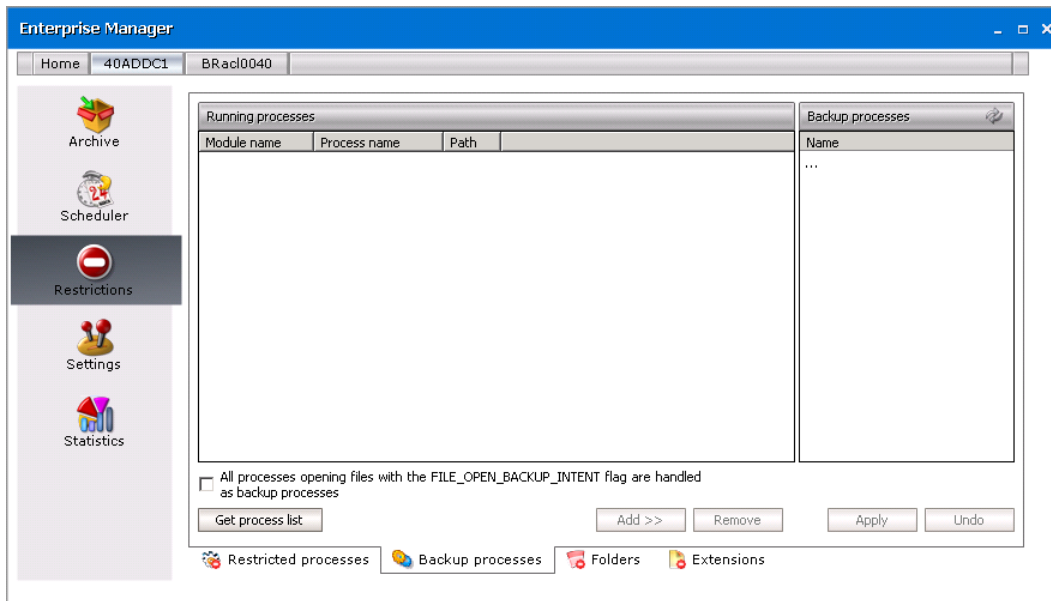 Enterprise Manager
Home 40ADDC1 BRacl0040
Archive
Scheduler
Restrictions
Settings
Statistics
Running processes
Module name Process name Path
Backup processes
Name
...
All processes opening files with the FILE_OPEN_BACKUP_INTENT flag are handled
as backup processes
Get process list Add >> Remove Apply Undo
Restricted processes Backup processes Folders Extensions